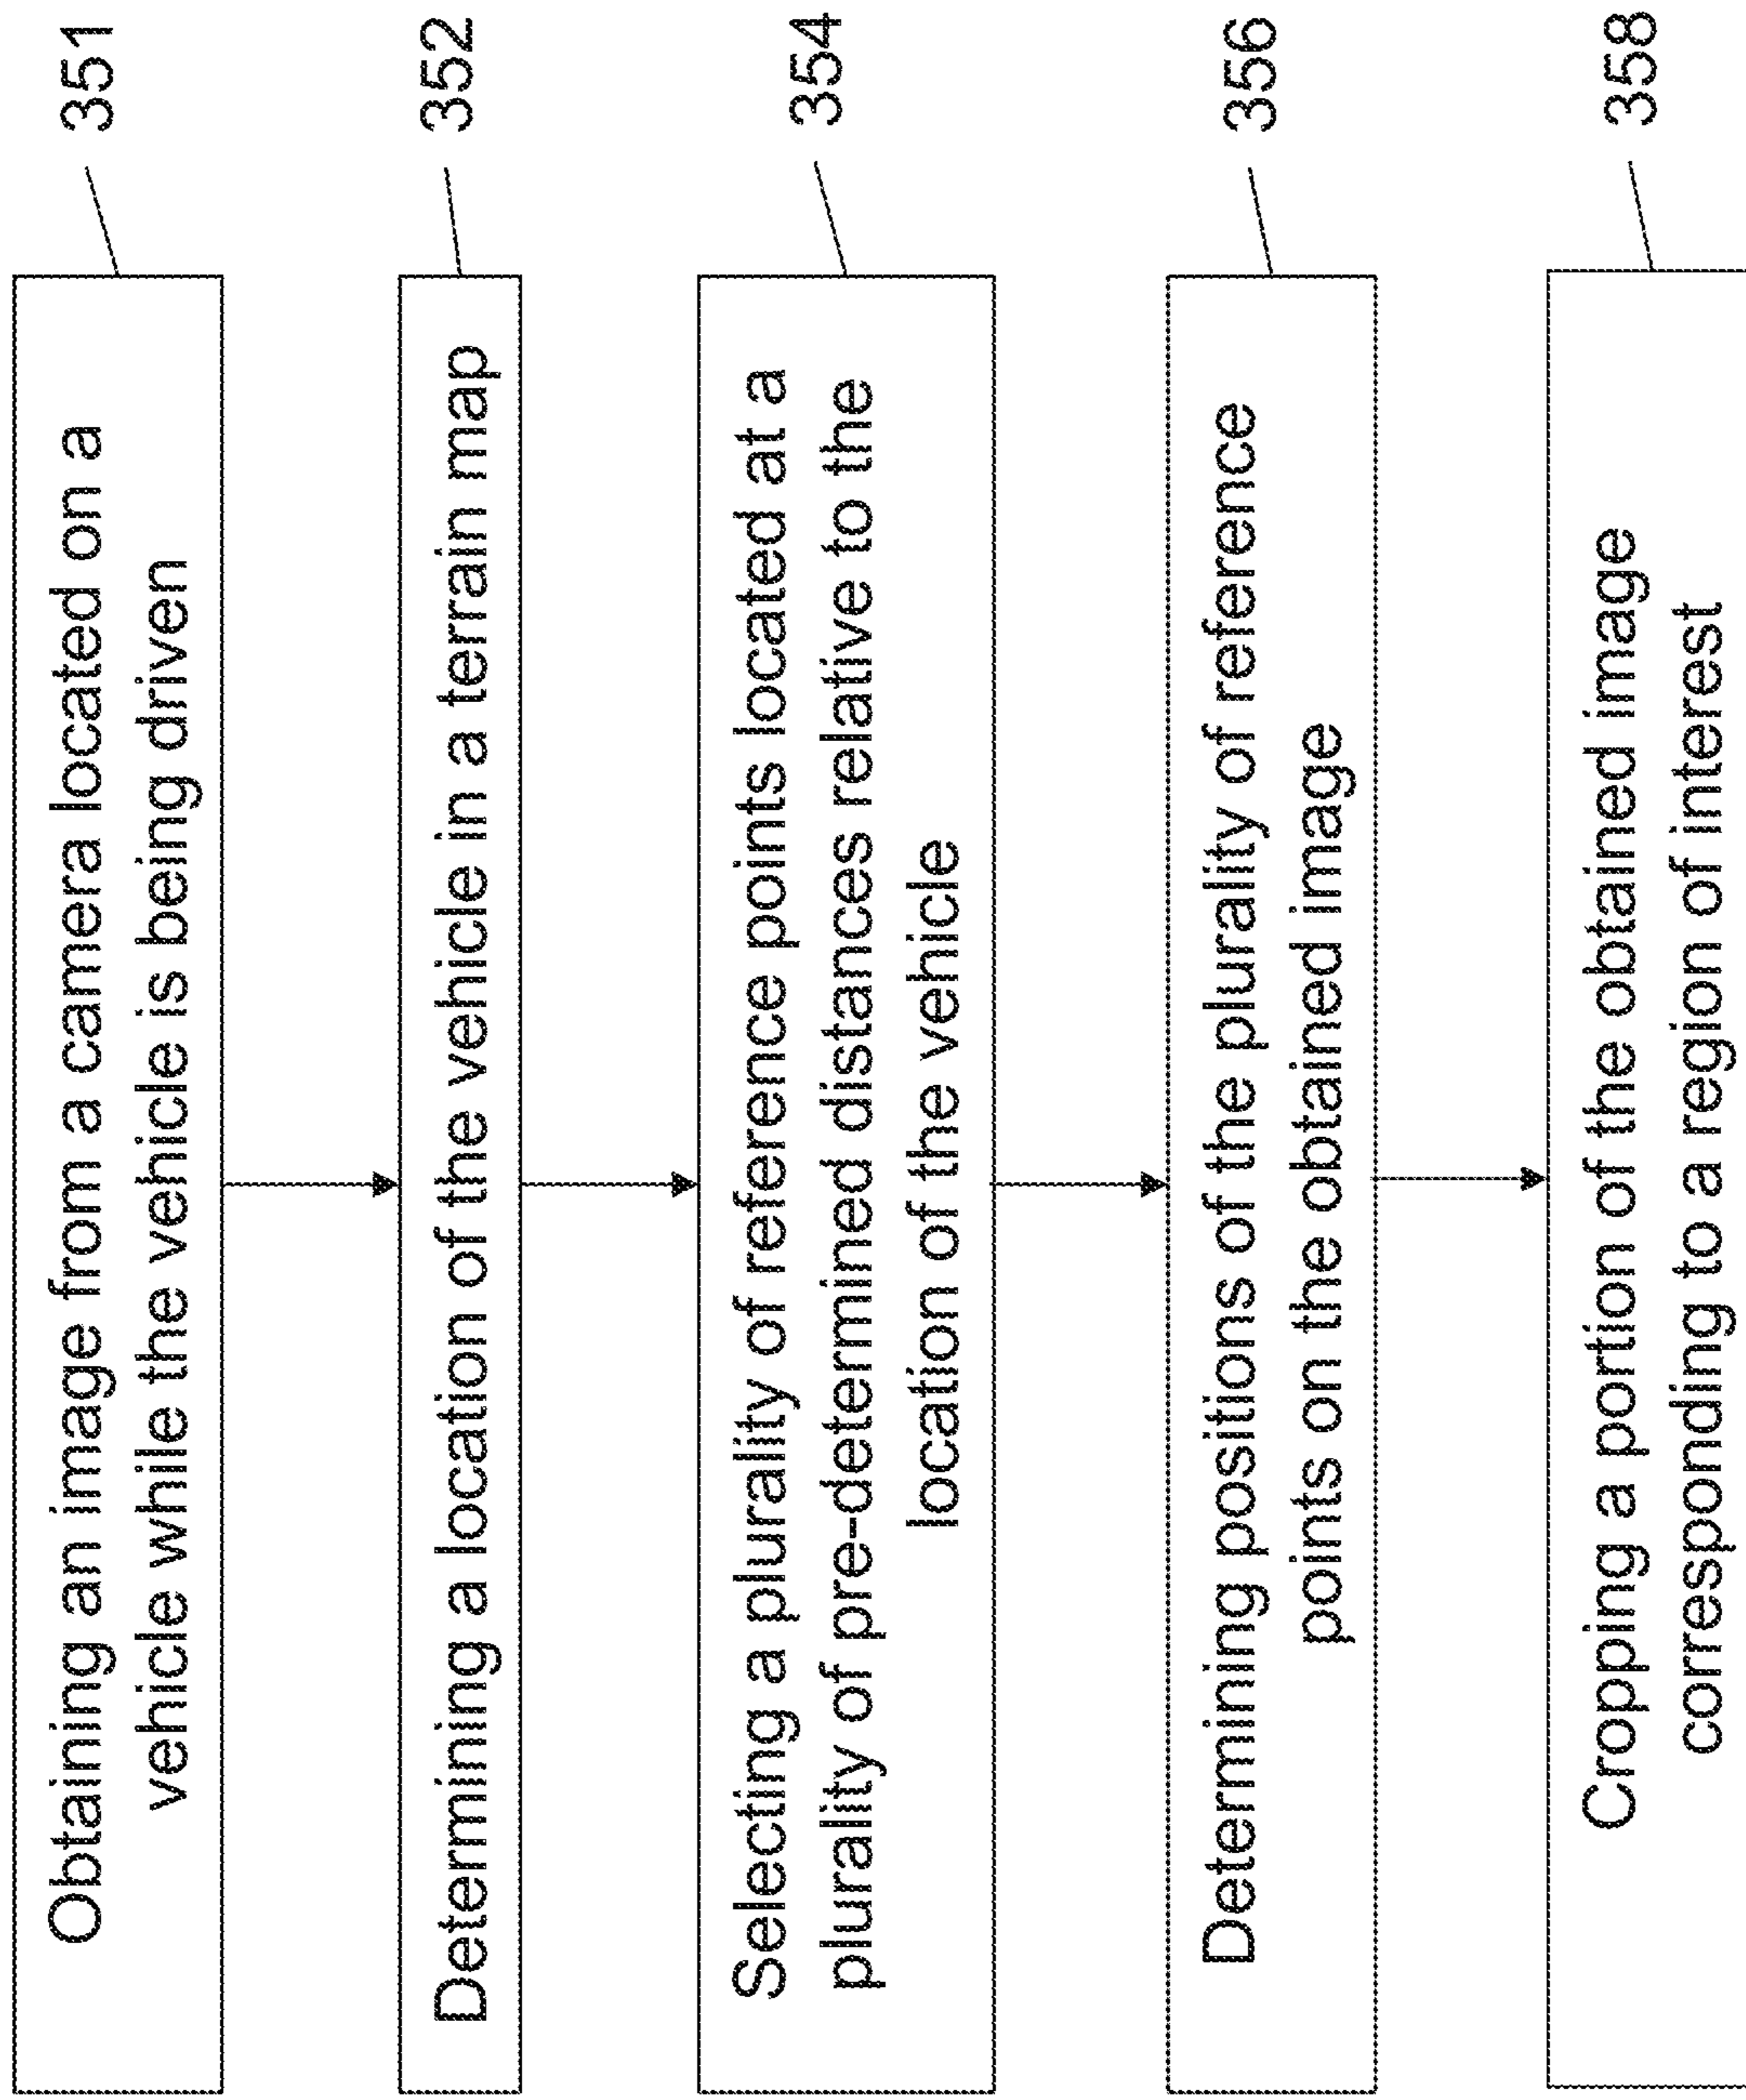 Obtaining an image from a camera located on a
vehicle while the vehicle is being driven
351
Determining a location of the vehicle in a terrain map
352
Selecting a plurality of reference points located at a
plurality of pre-determined distances relative to the
location of the vehicle
354
Determining positions of the plurality of reference
points on the obtained image
356
Cropping a portion of the obtained image
corresponding to a region of interest
358